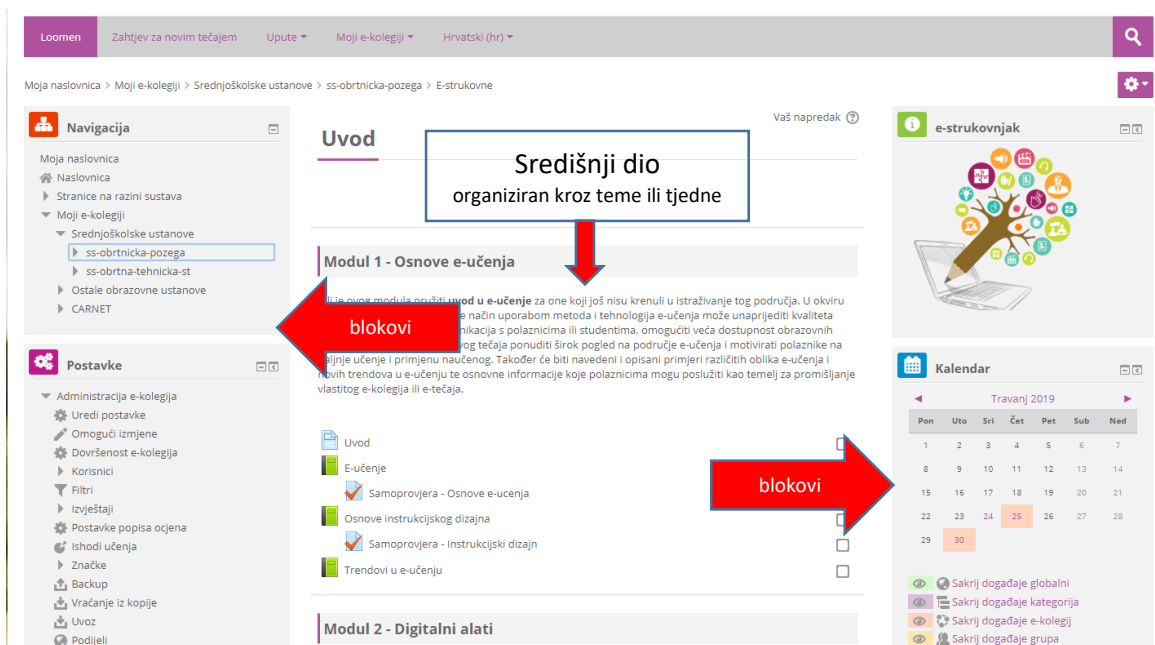 Loomen Zahtjev za novim tečajem Upute Moji e-kolegiji Hrvatski (hr)
Moja naslovnica > Moji e-kolegiji > Srednjoškolske ustanove > ss-obrtnicka-pozega > E-strukovne
Navigacija
Moja naslovnica
Naslovnica
Stranice na razini sustava
Moji e-kolegiji
Srednjoškolske ustanove
ss-obrtnicka-pozega
ss-obrtna-tehnicka-st
Ostale obrazovne ustanove
CARNET
Postavke
Administracija e-kolegija
Uredi postavke
Omogući izmjene
Dovršenost e-kolegija
Korisnici
Filtri
Izvještaji
Postavke popisa ocjena
Ishodi učenja
Značke
Backup
Vraćanje iz kopije
Uvoz
Podijeli
Vaš napredak
Uvod
Središnji dio
organiziran kroz teme ili tjedne
Modul 1 - Osnove e-učenja
je ovog modula pružiti uvod u e-učenje za one koji još nisu krenuli u istraživanje tog područja. U okviru
način uporabom metoda i tehnologija e-učenja može unaprijediti kvaliteta
s polaznicima ili studentima, omogućiti veća dostupnost obrazovnih
tečaja ponuditi širok pogled na područje e-učenja i motivirati polaznike na
učenje i primjenu naučenog. Također će biti navedeni i opisani primjeri različitih oblika e-učenja i
novih trendova u e-učenju te osnovne informacije koje polaznicima mogu poslužiti kao temelj za promišljanje
vlastitog e-kolegija ili e-tečaja.
blokovi
Uvod
E-učenje
Samoprovjera - Osnove e-ucenja
Osnove instrukcijskog dizajna
Samoprovjera - Instrukcijski dizajn
Trendovi u e-učenju
Modul 2 - Digitalni alati
blokovi
e-strukovnjak
Kalendar
Travanj 2019
Pon Uto Sri Čet Pet Sub Ned
1 2 3 4 5 6 7
8 9 10 11 12 13 14
15 16 17 18 19 20 21
22 23 24 25 26 27 28
29 30
Sakrij događaje globalni
Sakrij događaje kategorija
Sakrij događaje e-kolegij
Sakrij događaje grupa